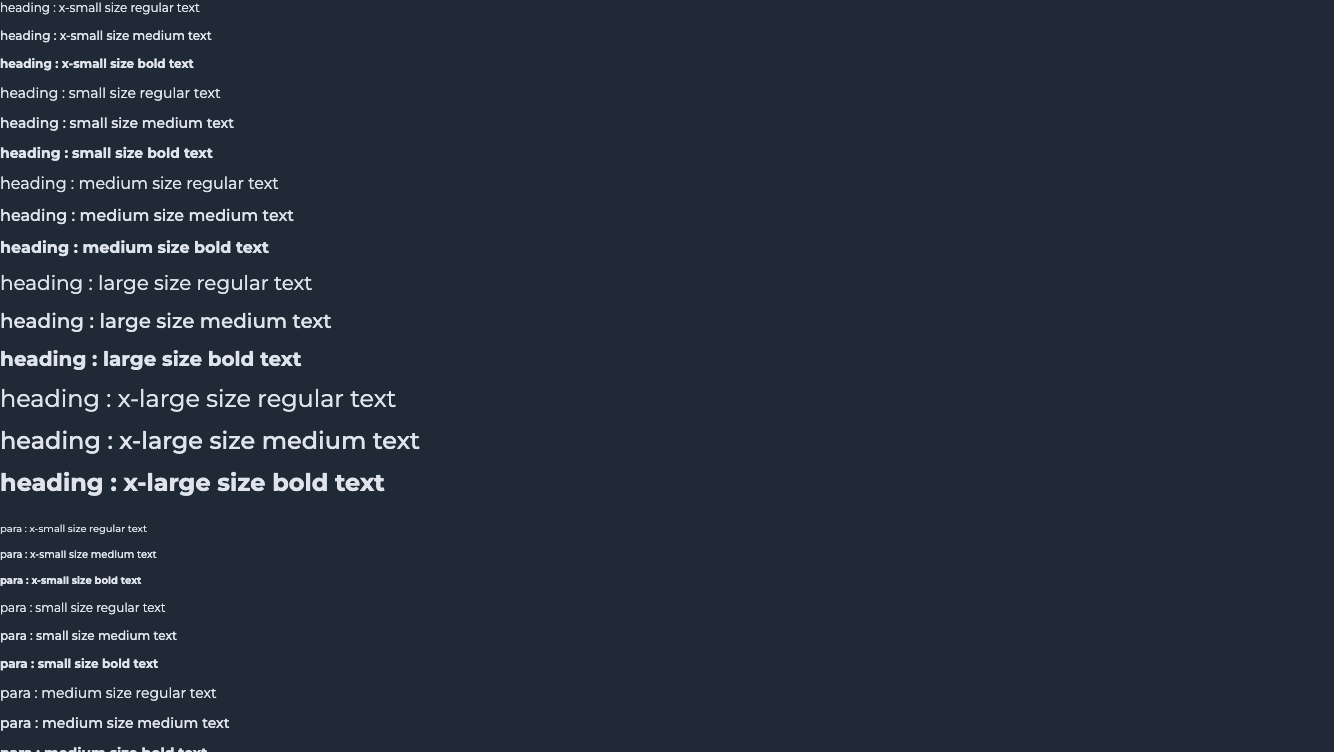 heading : x-small size regular text
heading : x-small size medium text
heading : x-small size bold text
heading : small size regular text
heading : small size medium text
heading : small size bold text
heading : medium size regular text
heading : medium size medium text
heading : medium size bold text
heading : large size regular text
heading : large size medium text
heading : large size bold text
heading : x-large size regular text
heading : x-large size medium text
heading : x-large size bold text
para : x-small size regular text
para : x-small size medium text
para : x-small size bold text
para : small size regular text
para : small size medium text
para : small size bold text
para : medium size regular text
para : medium size medium text
para : medium size bold text